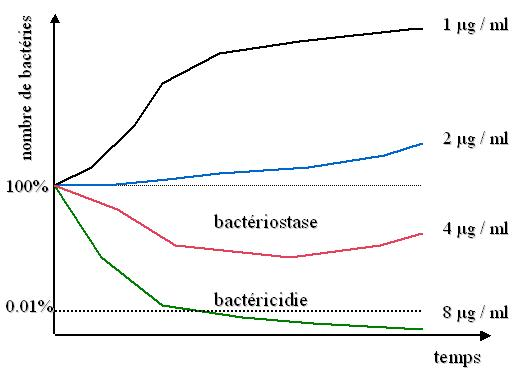 nombre de bactéries
1 µg / ml
2 µg / ml
100%
bactériostase
4 µg / ml
bactéricidie
0.01%
8 µg / ml
temps